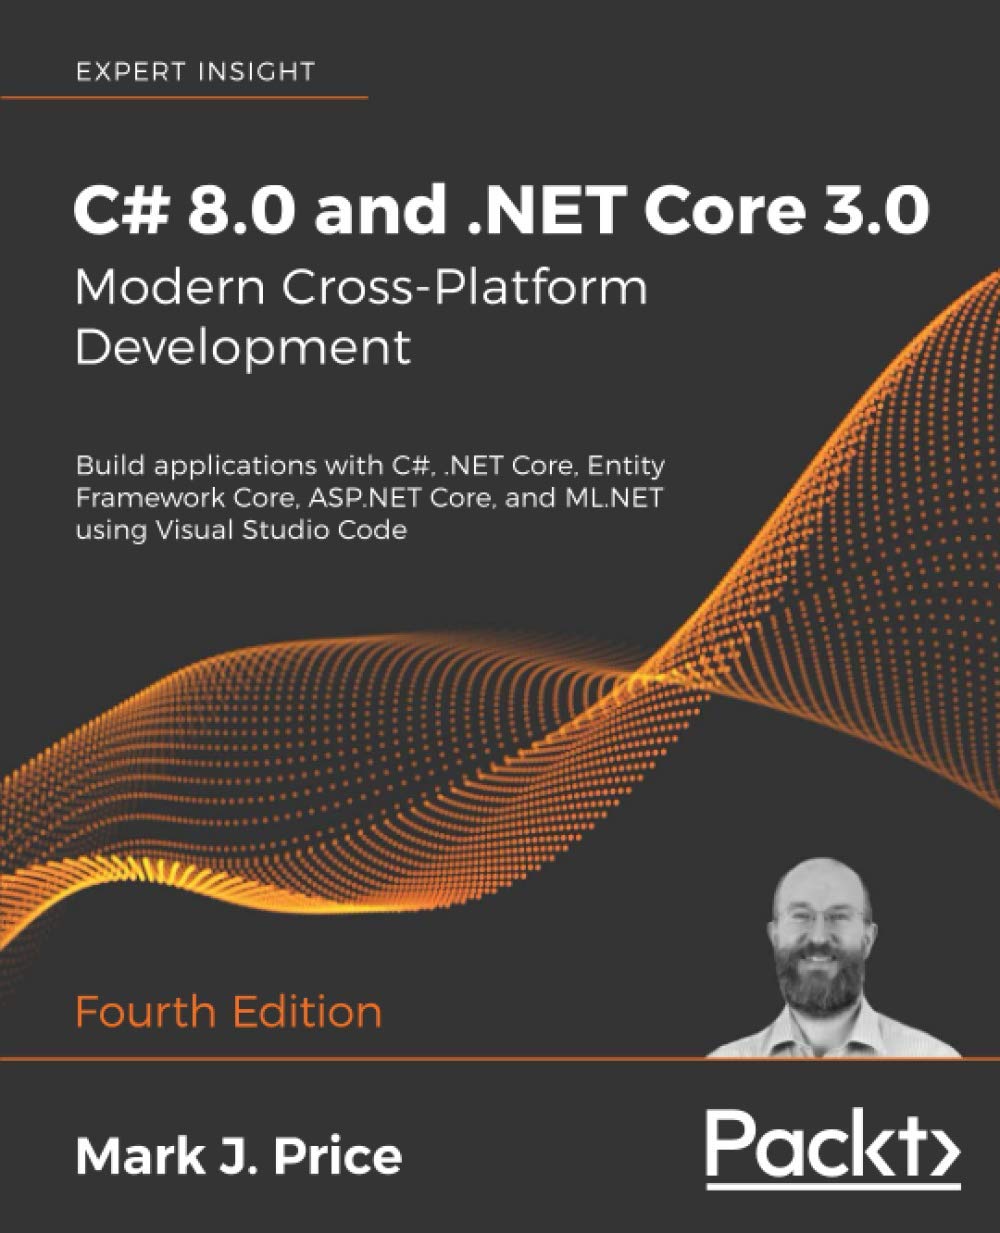 EXPERT INSIGHT
C# 8.0 and .NET Core 3.0
Modern Cross-Platform
Development
Build applications with C#, .NET Core, Entity
Framework Core, ASP.NET Core, and ML.NET
using Visual Studio Code
Fourth Edition
Mark J. Price
Packt>